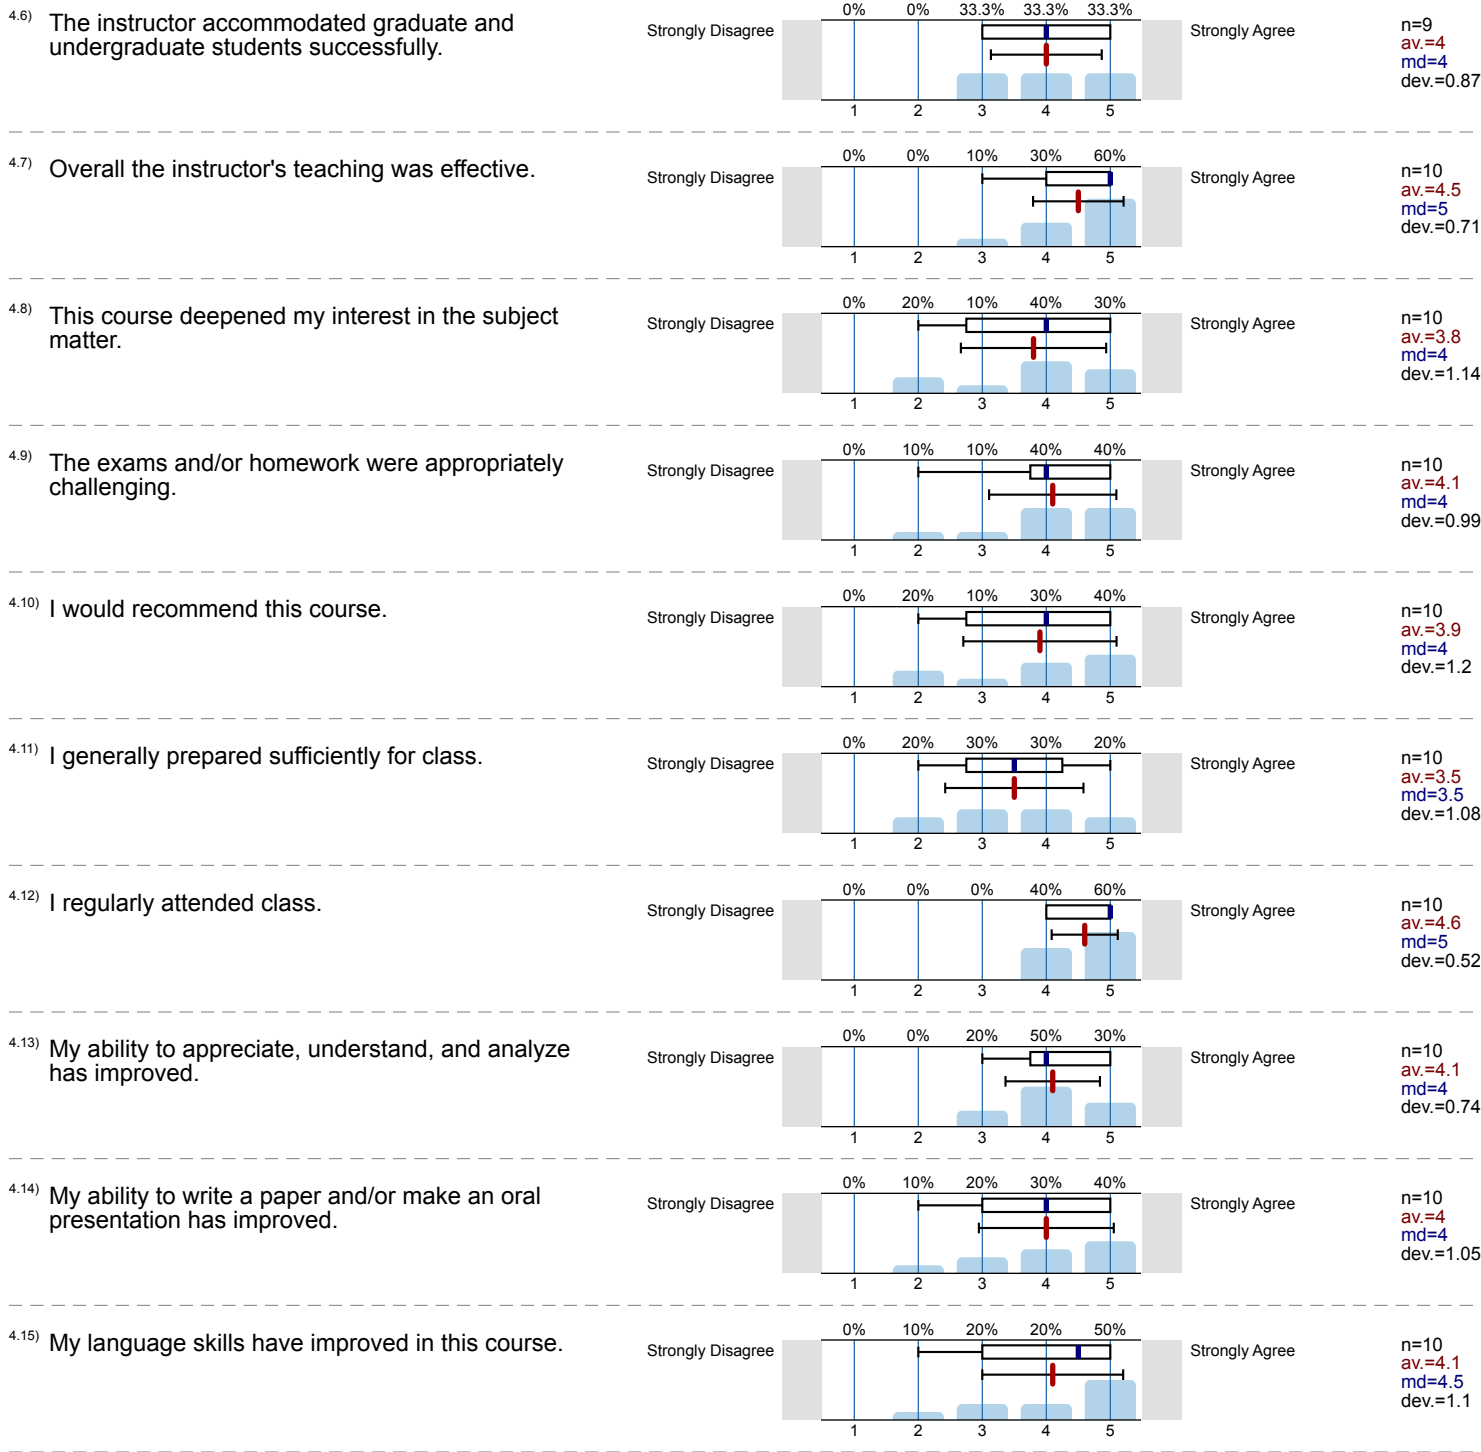 4.6) The instructor accommodated graduate and
undergraduate students successfully.
0% 0% 33.3% 33.3% 33.3%
Strongly Disagree Strongly Agree
1 2 3 4 5
n=9
av.=4
md=4
dev.=0.87
4.7) Overall the instructor's teaching was effective.
0% 0% 10% 30% 60%
Strongly Disagree Strongly Agree
1 2 3 4 5
n=10
av.=4.5
md=5
dev.=0.71
4.8) This course deepened my interest in the subject
matter.
0% 20% 10% 40% 30%
Strongly Disagree Strongly Agree
1 2 3 4 5
n=10
av.=3.8
md=4
dev.=1.14
4.9) The exams and/or homework were appropriately
challenging.
0% 10% 10% 40% 40%
Strongly Disagree Strongly Agree
1 2 3 4 5
n=10
av.=4.1
md=4
dev.=0.99
4.10) I would recommend this course.
0% 20% 10% 30% 40%
Strongly Disagree Strongly Agree
1 2 3 4 5
n=10
av.=3.9
md=4
dev.=1.2
4.11) I generally prepared sufficiently for class.
0% 20% 30% 30% 20%
Strongly Disagree Strongly Agree
1 2 3 4 5
n=10
av.=3.5
md=3.5
dev.=1.08
4.12) I regularly attended class.
0% 0% 0% 40% 60%
Strongly Disagree Strongly Agree
1 2 3 4 5
n=10
av.=4.6
md=5
dev.=0.52
4.13) My ability to appreciate, understand, and analyze
has improved.
0% 0% 20% 50% 30%
Strongly Disagree Strongly Agree
1 2 3 4 5
n=10
av.=4.1
md=4
dev.=0.74
4.14) My ability to write a paper and/or make an oral
presentation has improved.
0% 10% 20% 30% 40%
Strongly Disagree Strongly Agree
1 2 3 4 5
n=10
av.=4
md=4
dev.=1.05
4.15) My language skills have improved in this course.
0% 10% 20% 20% 50%
Strongly Disagree Strongly Agree
1 2 3 4 5
n=10
av.=4.1
md=4.5
dev.=1.1